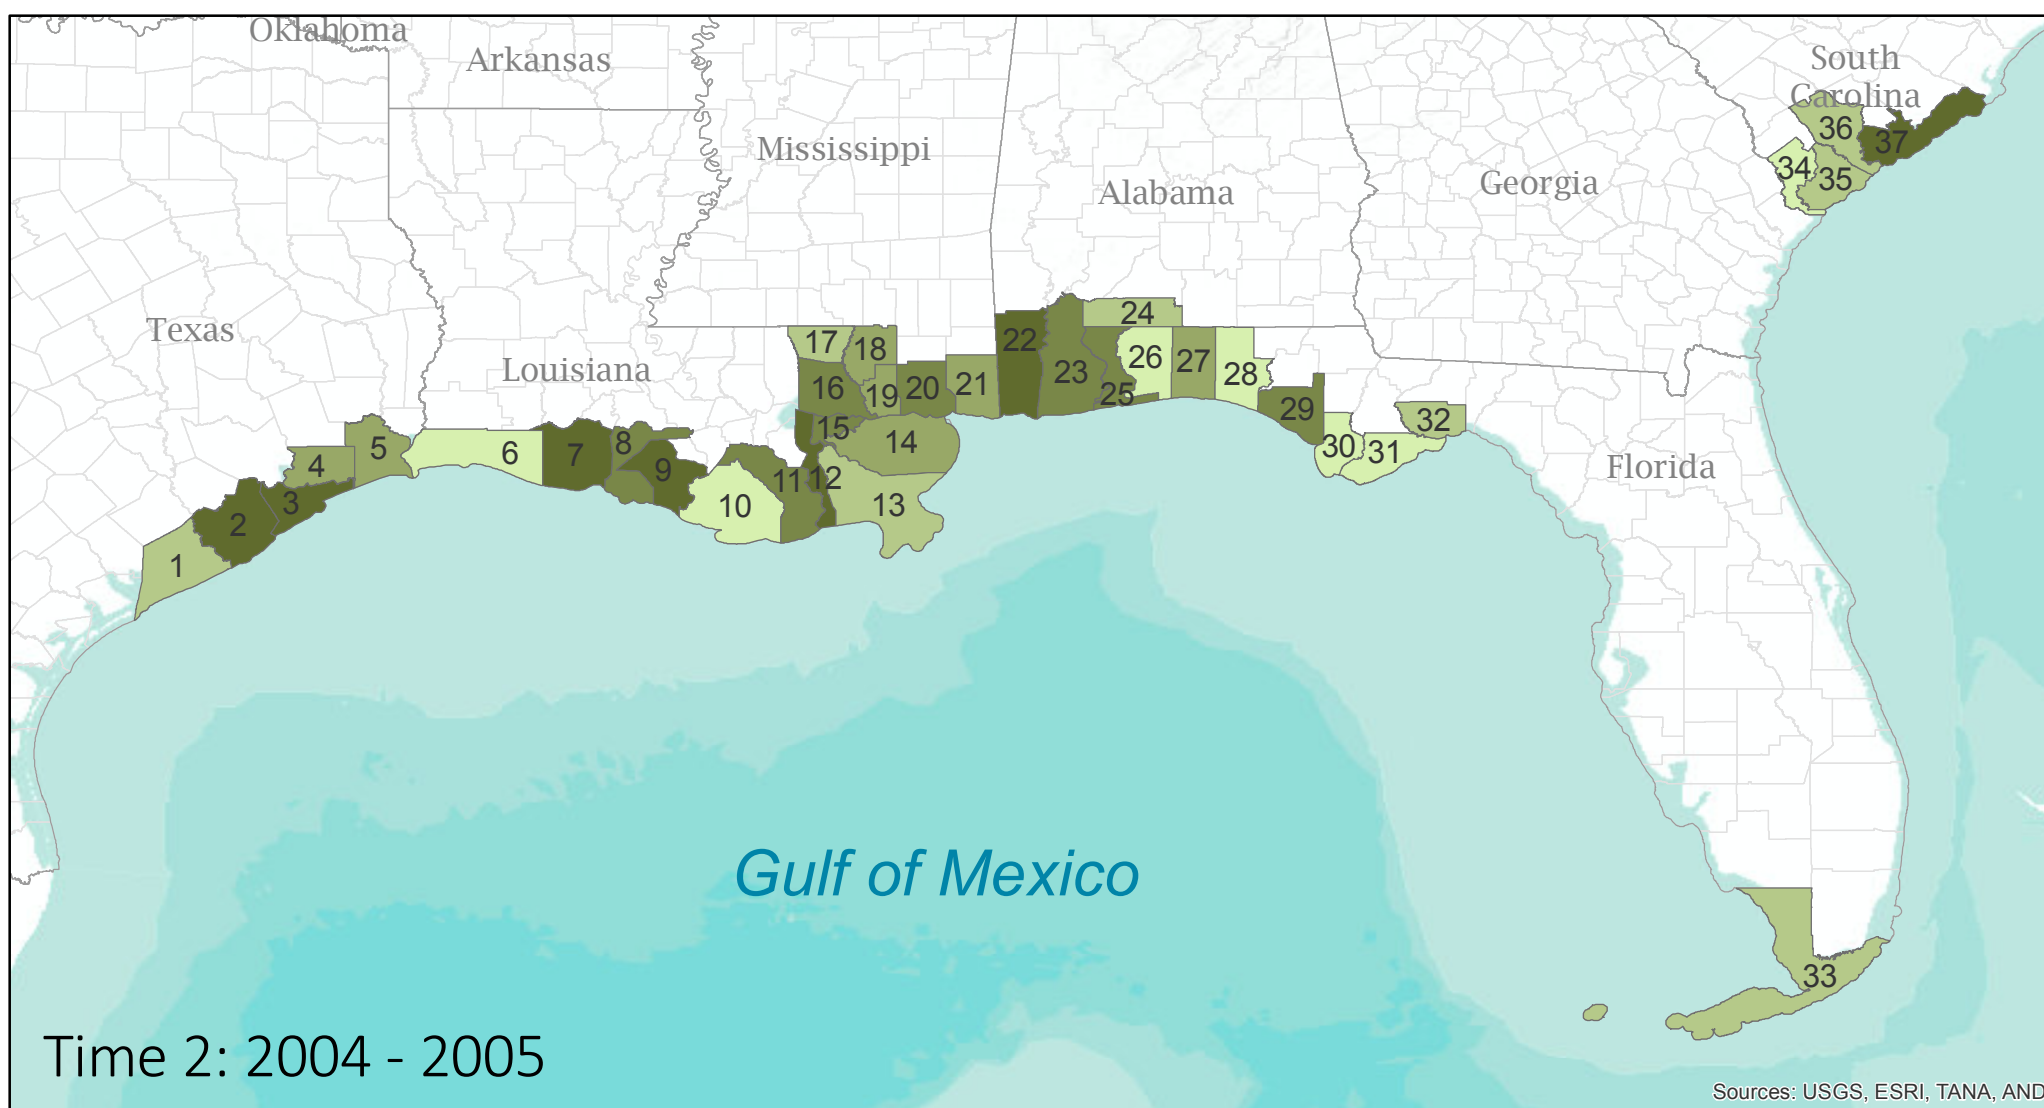 Oklahoma
Arkansas
South
Carolina
Mississippi
Alabama
Georgia
Texas
Louisiana
Florida
36
37
34
35
24
17
18
22
26
27
28
23
16
19
20
21
25
29
32
30
31
15
14
4
5
6
7
8
9
3
2
1
10
11
12
13
33
Gulf of Mexico
Time 2: 2004 - 2005
Sources: USGS, ESRI, TANA, AND